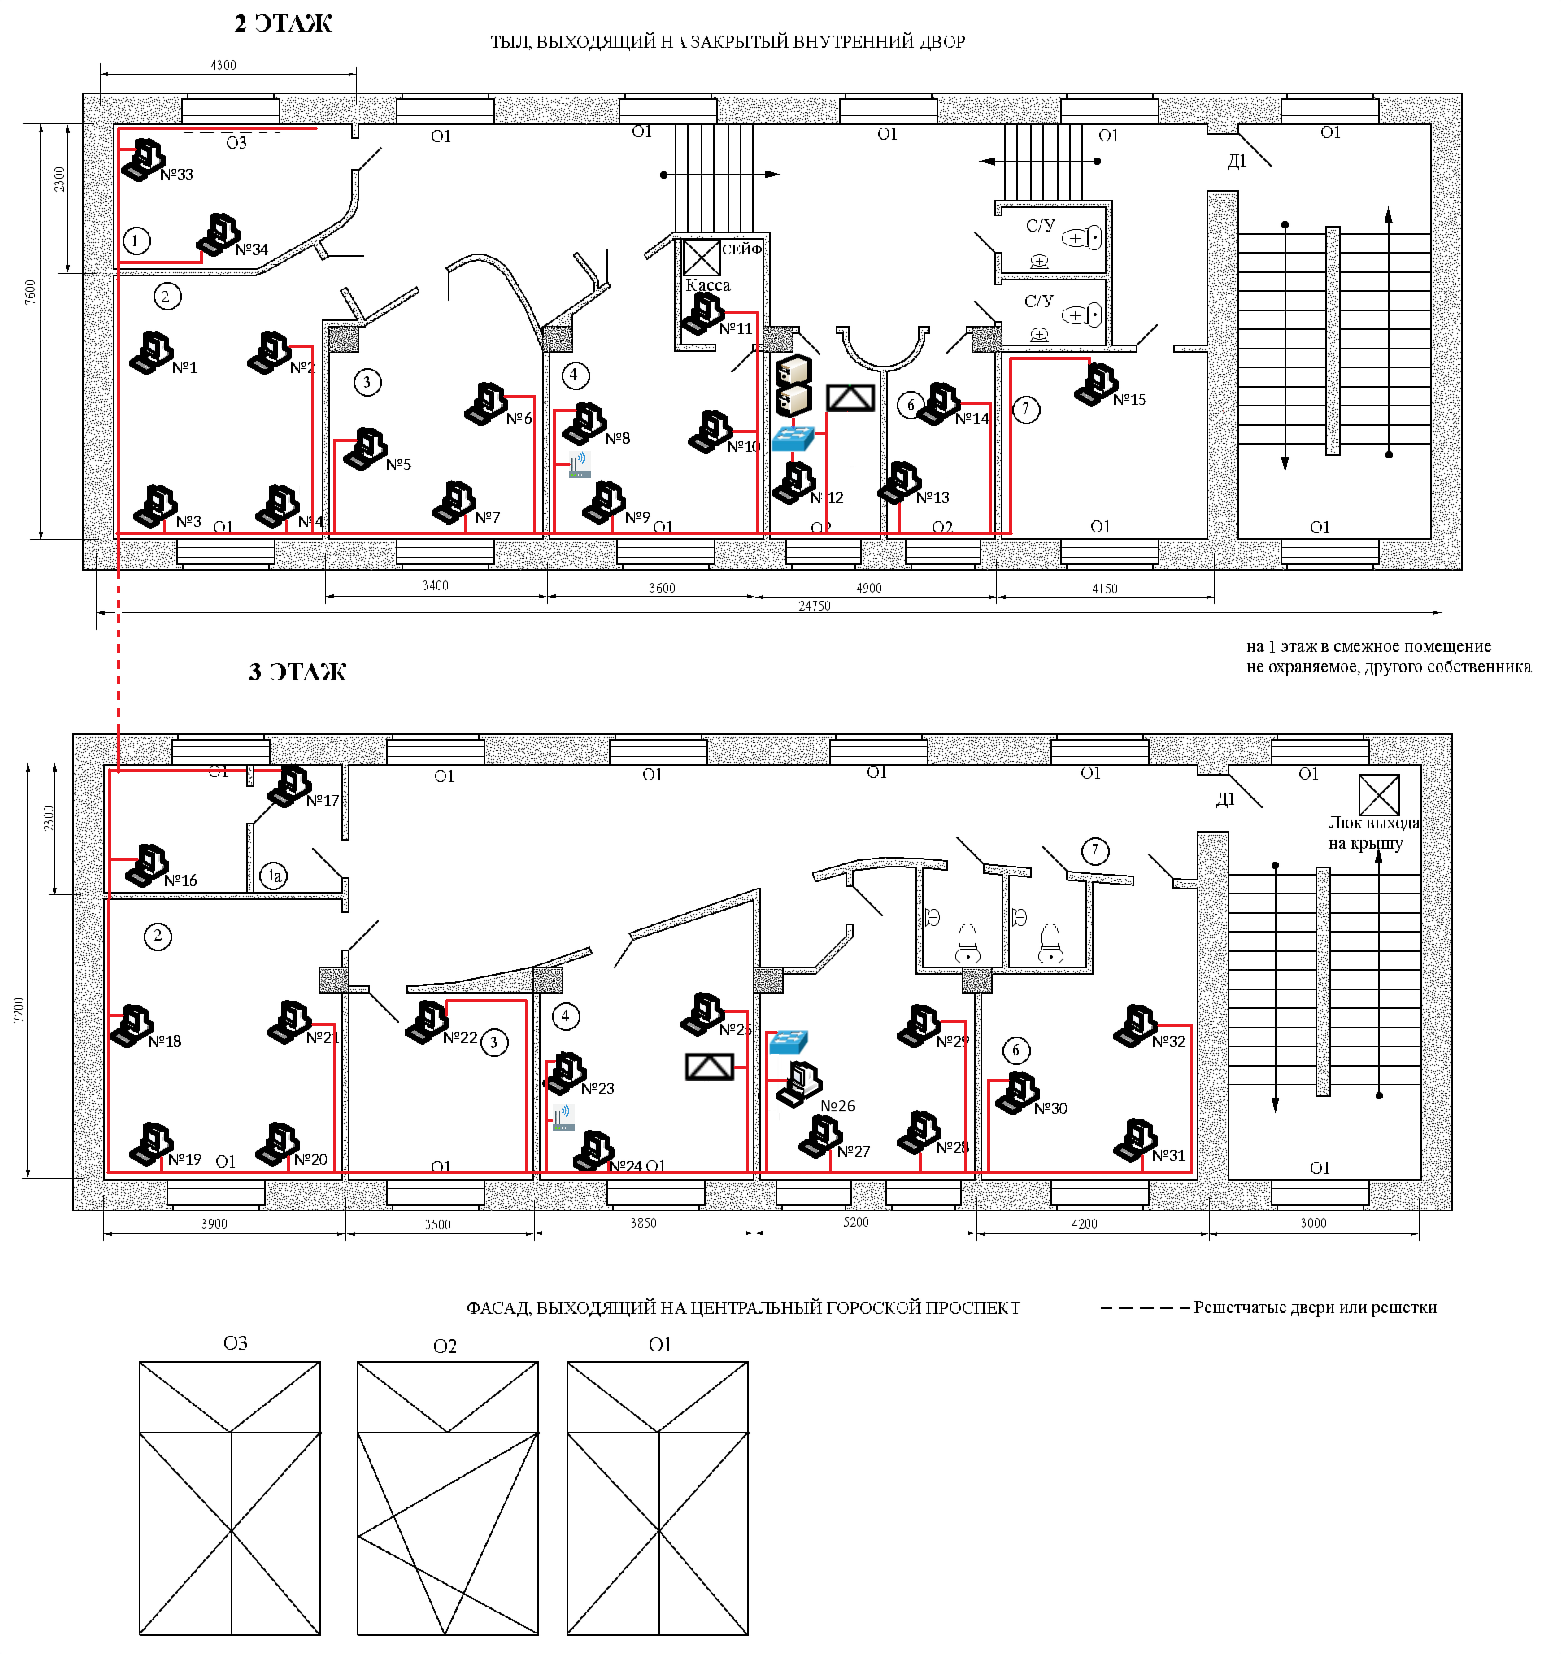 2 ЭТАЖ
ТЫЛ, ВЫХОДЯЩИЙ НА ЗАКРЫТЫЙ ВНУТРЕННИЙ ДВОР
4300
О3
О1
О1
О1
О1
О1
Д1
2300
7600
№33
№34
1
2
С/У
С/У
СЕЙФ
Касса
№11
№1
№2
3
4
6
7
№5
№6
№8
№10
№14
№15
№3
№4
№7
№9
№12
№13
О1
О1
О2
О2
О1
О1
3400
3600
4900
4150
24750
на 1 этаж в смежное помещение
не охраняемое, другого собственника
3 ЭТАЖ
О1
О1
О1
О1
О1
О1
Д1
Люк выхода
на крышу
2300
№17
№16
1а
7
2
№18
№21
№22
3
4
№25
№23
№29
№26
6
№32
№30
№19
№20
№24
№27
№28
№31
О1
О1
О1
О1
3900
3500
3850
5200
4200
3000
ФАСАД, ВЫХОДЯЩИЙ НА ЦЕНТРАЛЬНЫЙ ГОРОСКОЙ ПРОСПЕКТ
Решетчатые двери или решетки
О3
О2
О1